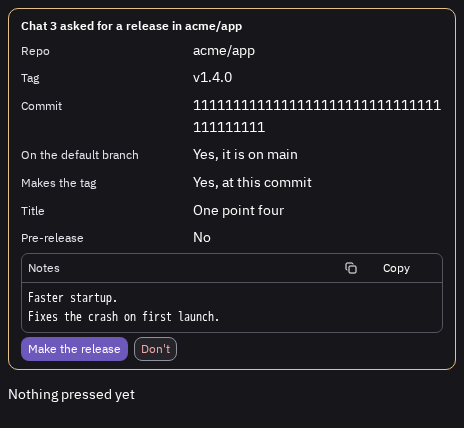 Chat 3 asked for a release in acme/app
Repo acme/app
Tag v1.4.0
Commit 1111111111111111111111111111111
111111111
On the default branch Yes, it is on main
Makes the tag Yes, at this commit
Title One point four
Pre-release No
Notes Copy
Faster startup.
Fixes the crash on first launch.
Make the release Don't
Nothing pressed yet